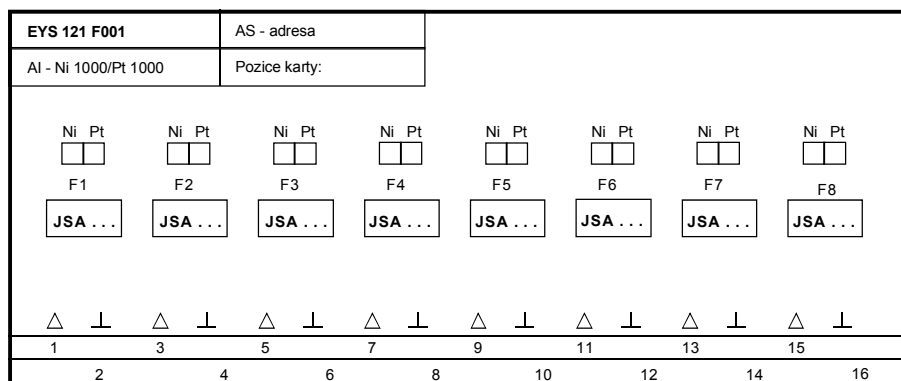 EYS 121 F001 AS - adresa
AI - Ni 1000/Pt 1000 Pozice karty:
Ni Pt Ni Pt Ni Pt Ni Pt Ni Pt Ni Pt Ni Pt Ni Pt
F1 F2 F3 F4 F5 F6 F7 F8
JSA . . . JSA . . . JSA . . . JSA . . . JSA . . . JSA . . . JSA . . . JSA . . .
1 3 5 7 9 11 13 15
2 4 6 8 10 12 14 16